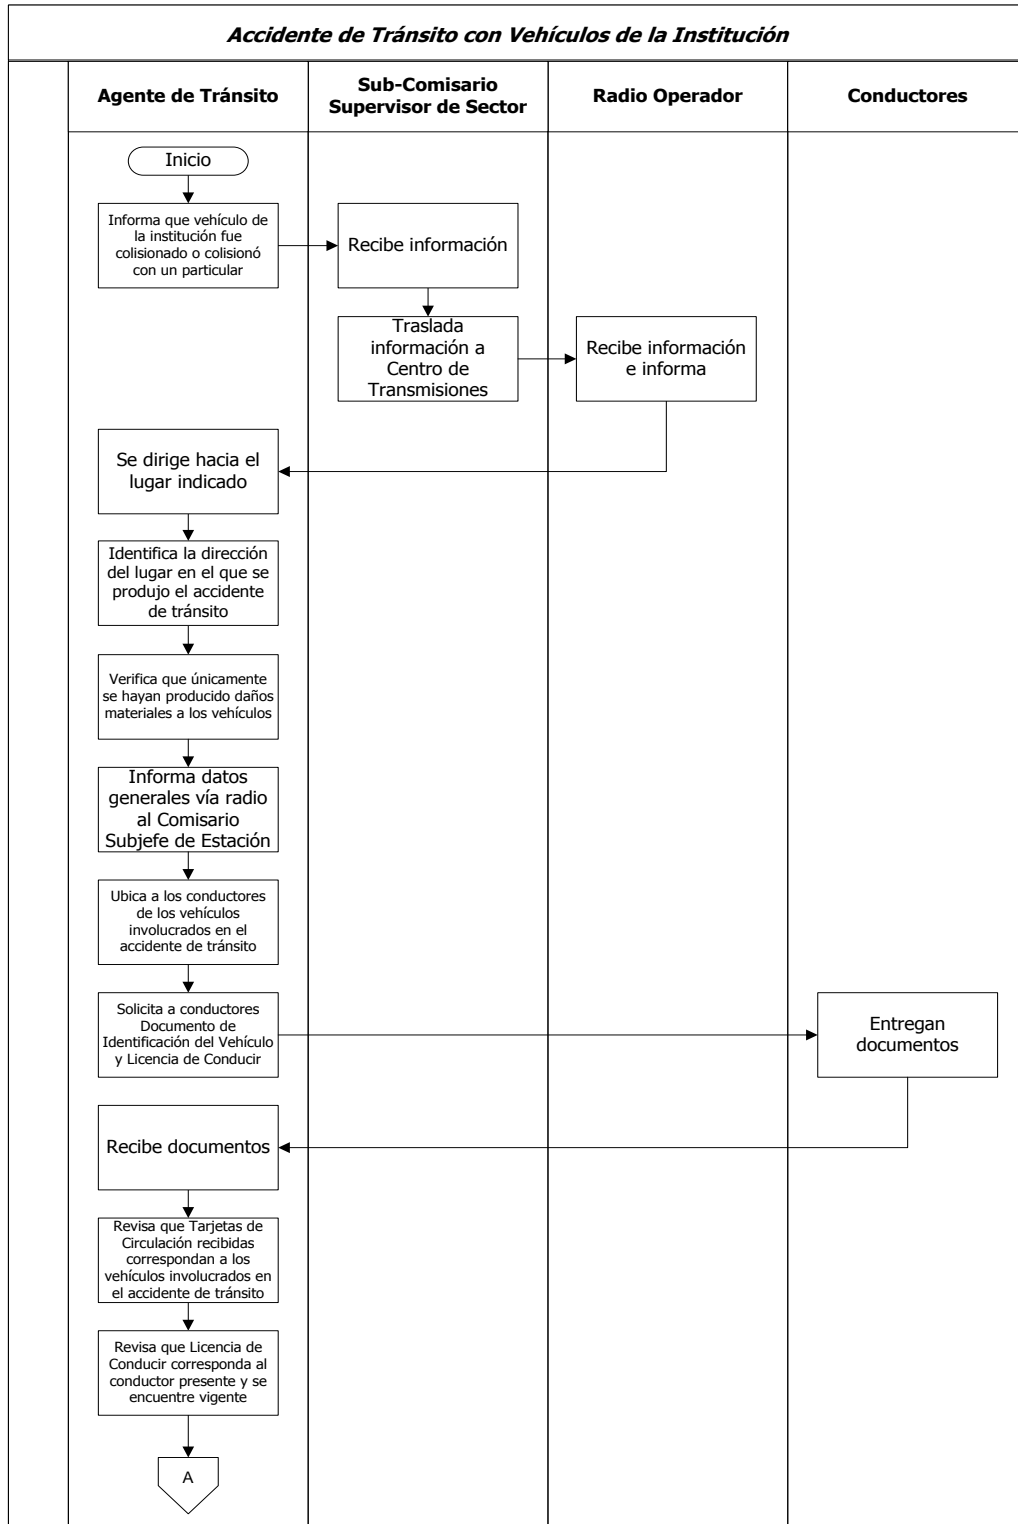 Accidente de Tránsito con Vehículos de la Institución
Agente de Tránsito
Sub-Comisario
Supervisor de Sector
Radio Operador
Conductores
Inicio
Informa que vehículo de
la institución fue
colisionado o colisionó
con un particular
Recibe información
Traslada
información a
Centro de
Transmisiones
Recibe información
e informa
Se dirige hacia el
lugar indicado
Identifica la dirección
del lugar en el que se
produjo el accidente
de tránsito
Verifica que únicamente
se hayan producido daños
materiales a los vehículos
Informa datos
generales vía radio
al Comisario
Subjefe de Estación
Ubica a los conductores
de los vehículos
involucrados en el
accidente de tránsito
Solicita a conductores
Documento de
Identificación del Vehículo
y Licencia de Conducir
Entregan
documentos
Recibe documentos
Revisa que Tarjetas de
Circulación recibidas
correspondan a los
vehículos involucrados en
el accidente de tránsito
Revisa que Licencia de
Conducir corresponda al
conductor presente y se
encuentre vigente
A